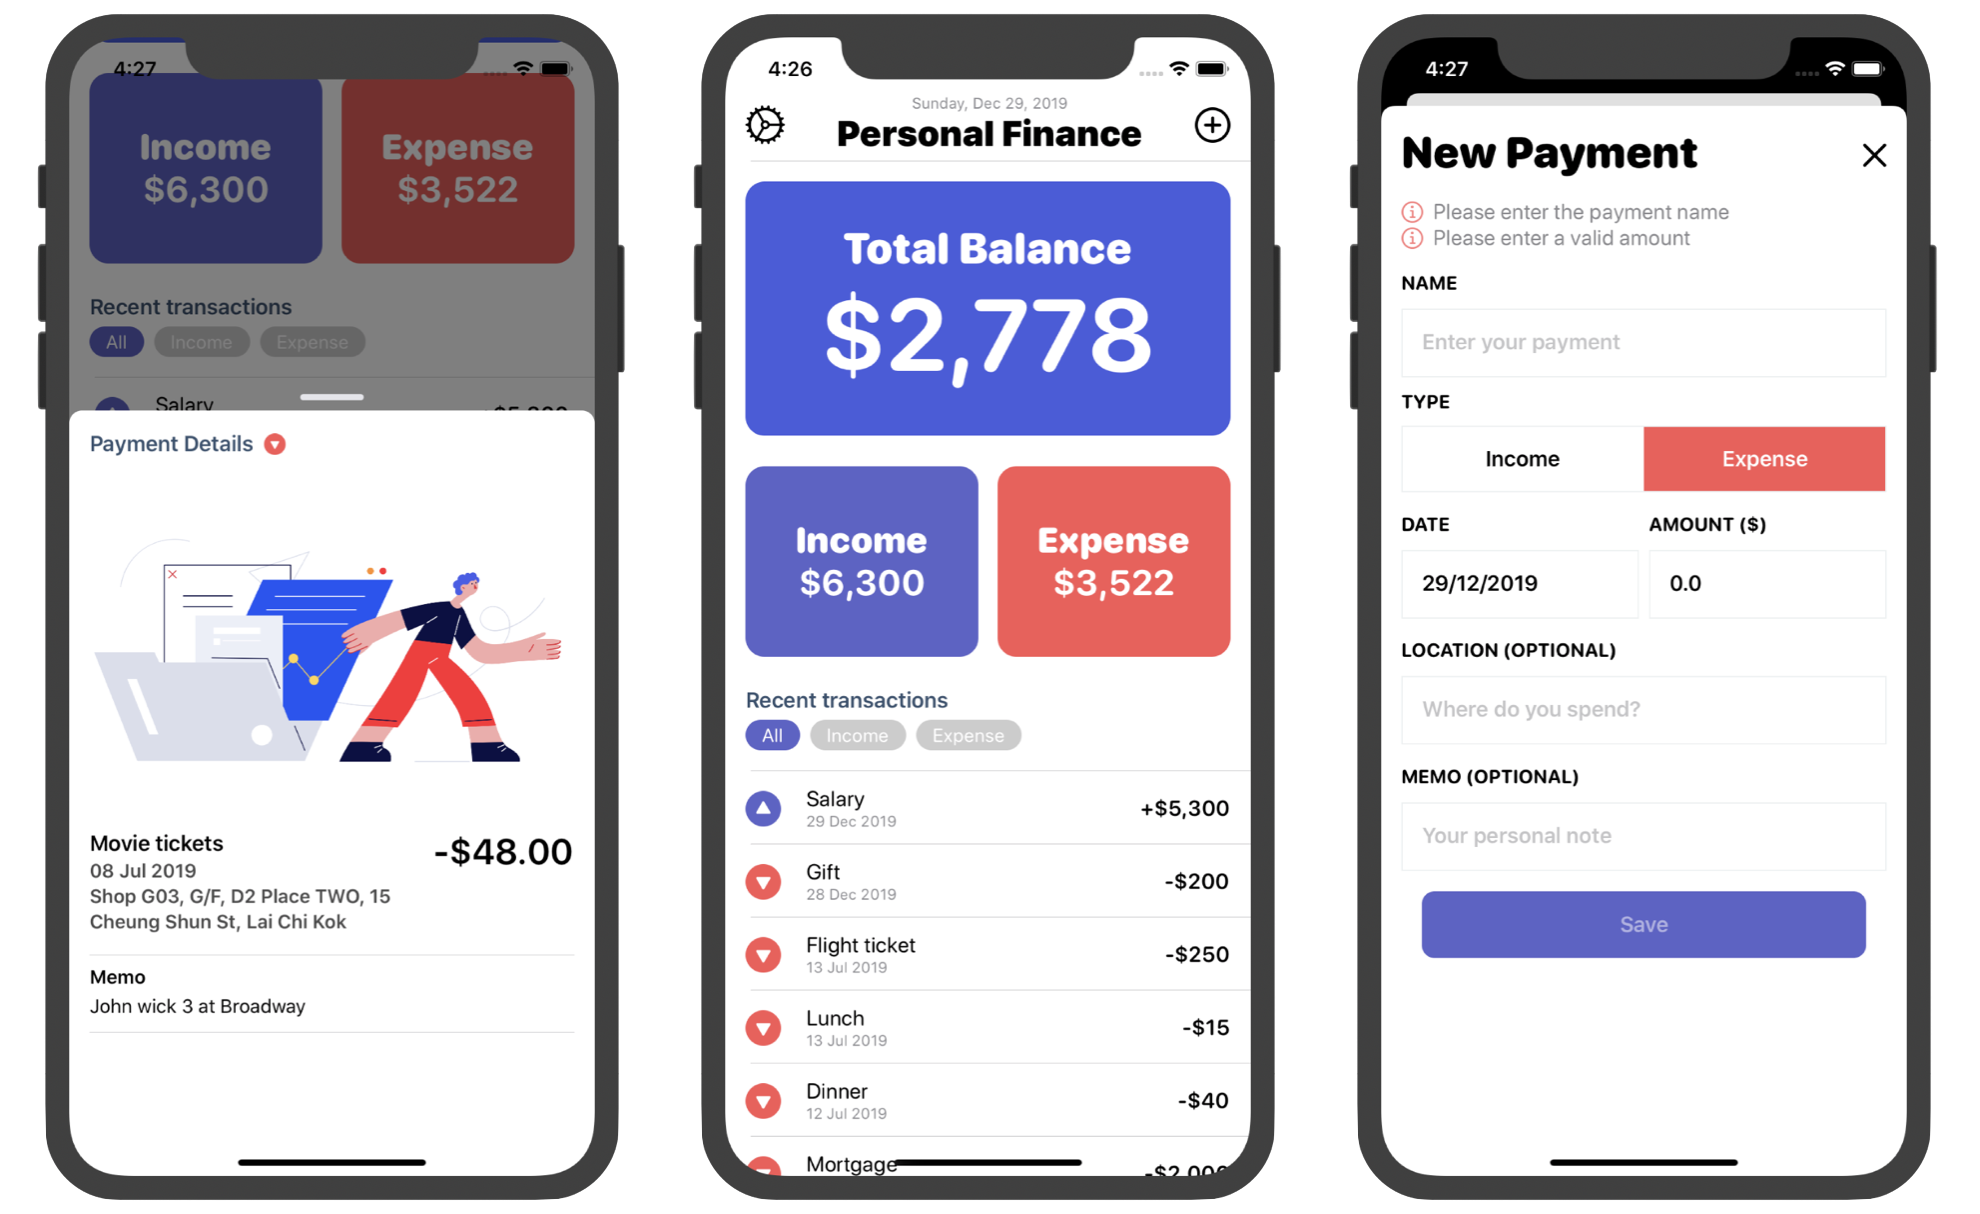 4:27
Income
$6,300
Expense
$3,522
Recent transactions
All Income Expense
Salary
Payment Details
Movie tickets
-$48.00
08 Jul 2019
Shop G03, G/F, D2 Place TWO, 15
Cheung Shun St, Lai Chi Kok
Memo
John wick 3 at Broadway
4:26
Sunday, Dec 29, 2019
Personal Finance
Total Balance
$2,778
Income
$6,300
Expense
$3,522
Recent transactions
All Income Expense
Salary
29 Dec 2019
+$5,300
Gift
28 Dec 2019
-$200
Flight ticket
13 Jul 2019
-$250
Lunch
13 Jul 2019
-$15
Dinner
12 Jul 2019
-$40
Mortgage
-$2,000
4:27
New Payment
Please enter the payment name
Please enter a valid amount
NAME
Enter your payment
TYPE
Income Expense
DATE
29/12/2019
AMOUNT ($)
0.0
LOCATION (OPTIONAL)
Where do you spend?
MEMO (OPTIONAL)
Your personal note
Save